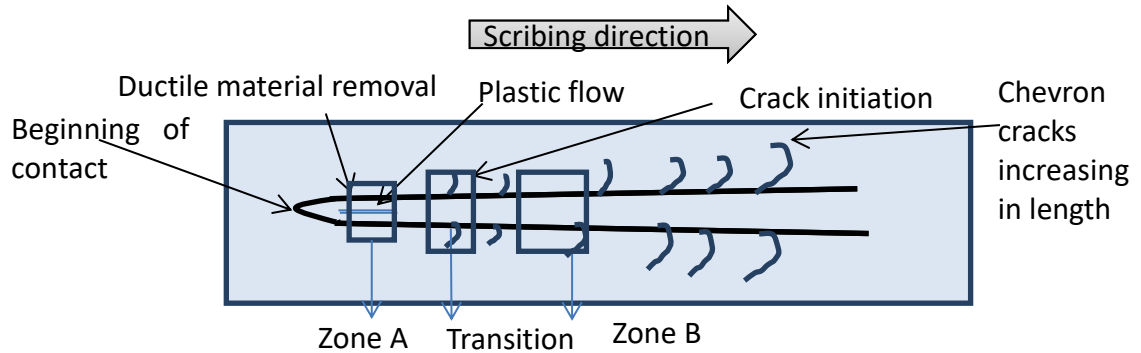 Scribing direction
Ductile material removal
Plastic flow
Crack initiation
Chevron
cracks
increasing
in length
Beginning of
contact
Zone A
Transition
Zone B